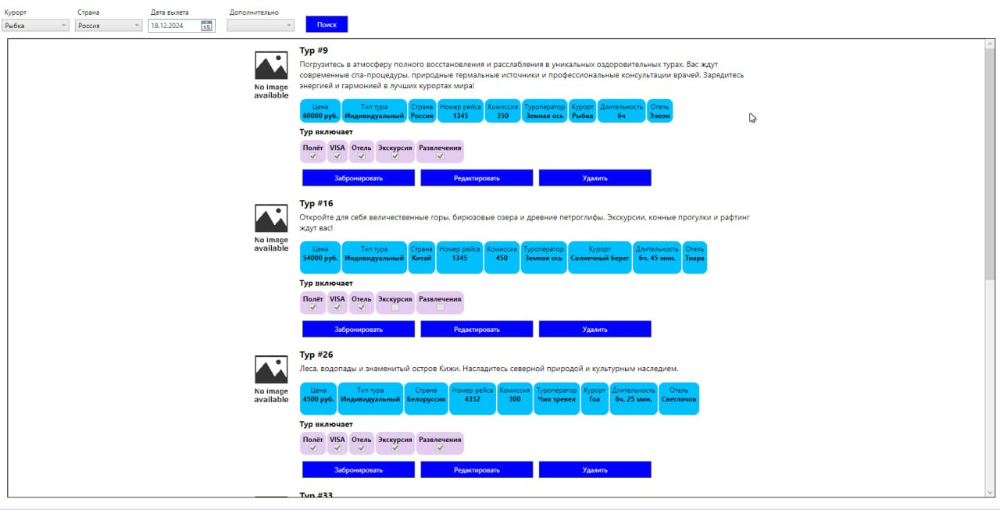 Курорт Страна Дата вылета Дополнительно
Рыбка Россия 18.12.2024 15 Поиск
No image available
Тур #9
Погрузитесь в атмосферу полного восстановления и расслабления в уникальных оздоровительных турах. Вас ждут
современные спа-процедуры, природные термальные источники и профессиональные консультации врачей. Зарядитесь
энергией и гармонией в лучших курортах мира!
Цена Тип тура Страна Номер рейса Комиссия Туроператор Курорт Длительность Отель
60000 руб. Индивидуальный Россия 1345 350 Земная ось Рыбка 6ч Элеон
Тур включает
Полёт VISA Отель Экскурсия Развлечения
Забронировать Редактировать Удалить
No image available
Тур #16
Откройте для себя величественные горы, бирюзовые озера и древние петроглифы. Экскурсии, конные прогулки и рафтинг
ждут вас!
Цена Тип тура Страна Номер рейса Комиссия Туроператор Курорт Длительность Отель
54000 руб. Индивидуальный Китай 1345 450 Земная ось Солнечный берег 6ч. 45 мин. Тиара
Тур включает
Полёт VISA Отель Экскурсия Развлечения
Забронировать Редактировать Удалить
No image available
Тур #26
Леса, водопады и знаменитый остров Кижи. Насладитесь северной природой и культурным наследием.
Цена Тип тура Страна Номер рейса Комиссия Туроператор Курорт Длительность Отель
4500 руб. Индивидуальный Белоруссия 4352 300 Чип тревел Гоа 6ч. 25 мин. Светлячок
Тур включает
Полёт VISA Отель Экскурсия Развлечения
Забронировать Редактировать Удалить
Тур #33